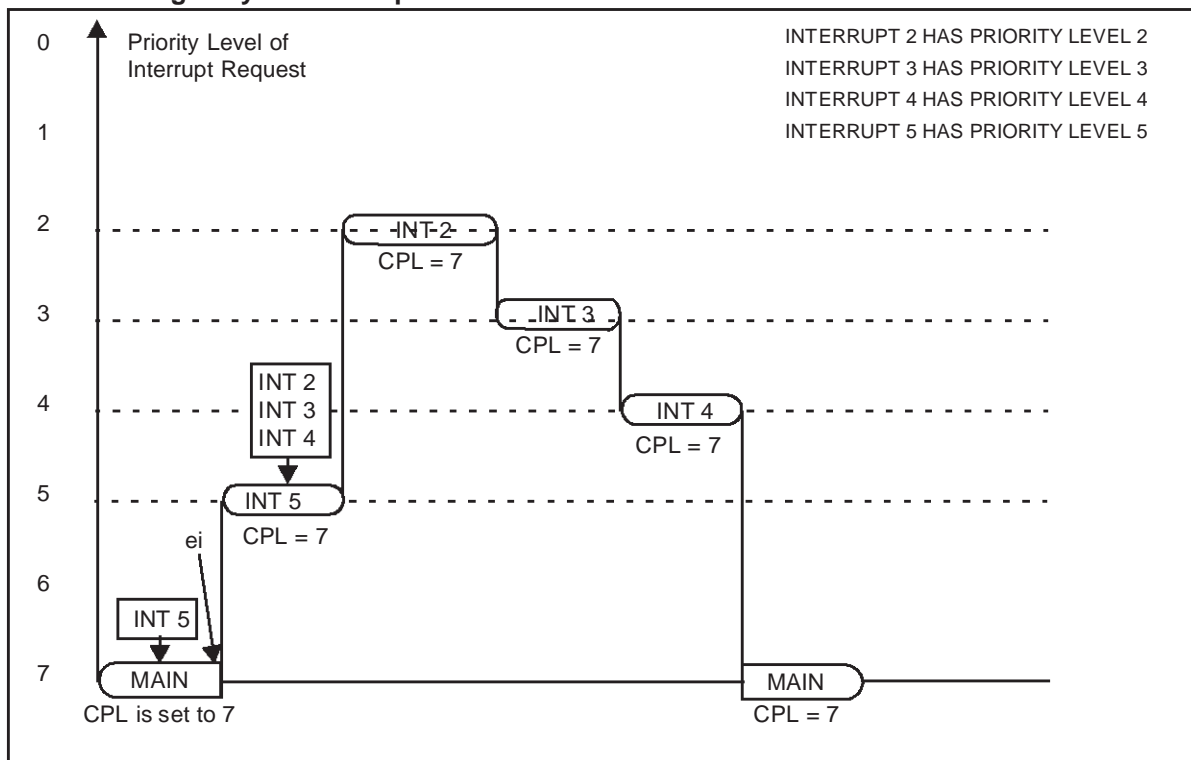 0
Priority Level of
Interrupt Request
INTERRUPT 2 HAS PRIORITY LEVEL 2
INTERRUPT 3 HAS PRIORITY LEVEL 3
INTERRUPT 4 HAS PRIORITY LEVEL 4
INTERRUPT 5 HAS PRIORITY LEVEL 5
1
2
INT 2
CPL = 7
3
INT 3
CPL = 7
INT 2
INT 3
INT 4
4
INT 4
CPL = 7
5
INT 5
CPL = 7
ei
6
INT 5
7
MAIN
MAIN
CPL is set to 7
CPL = 7